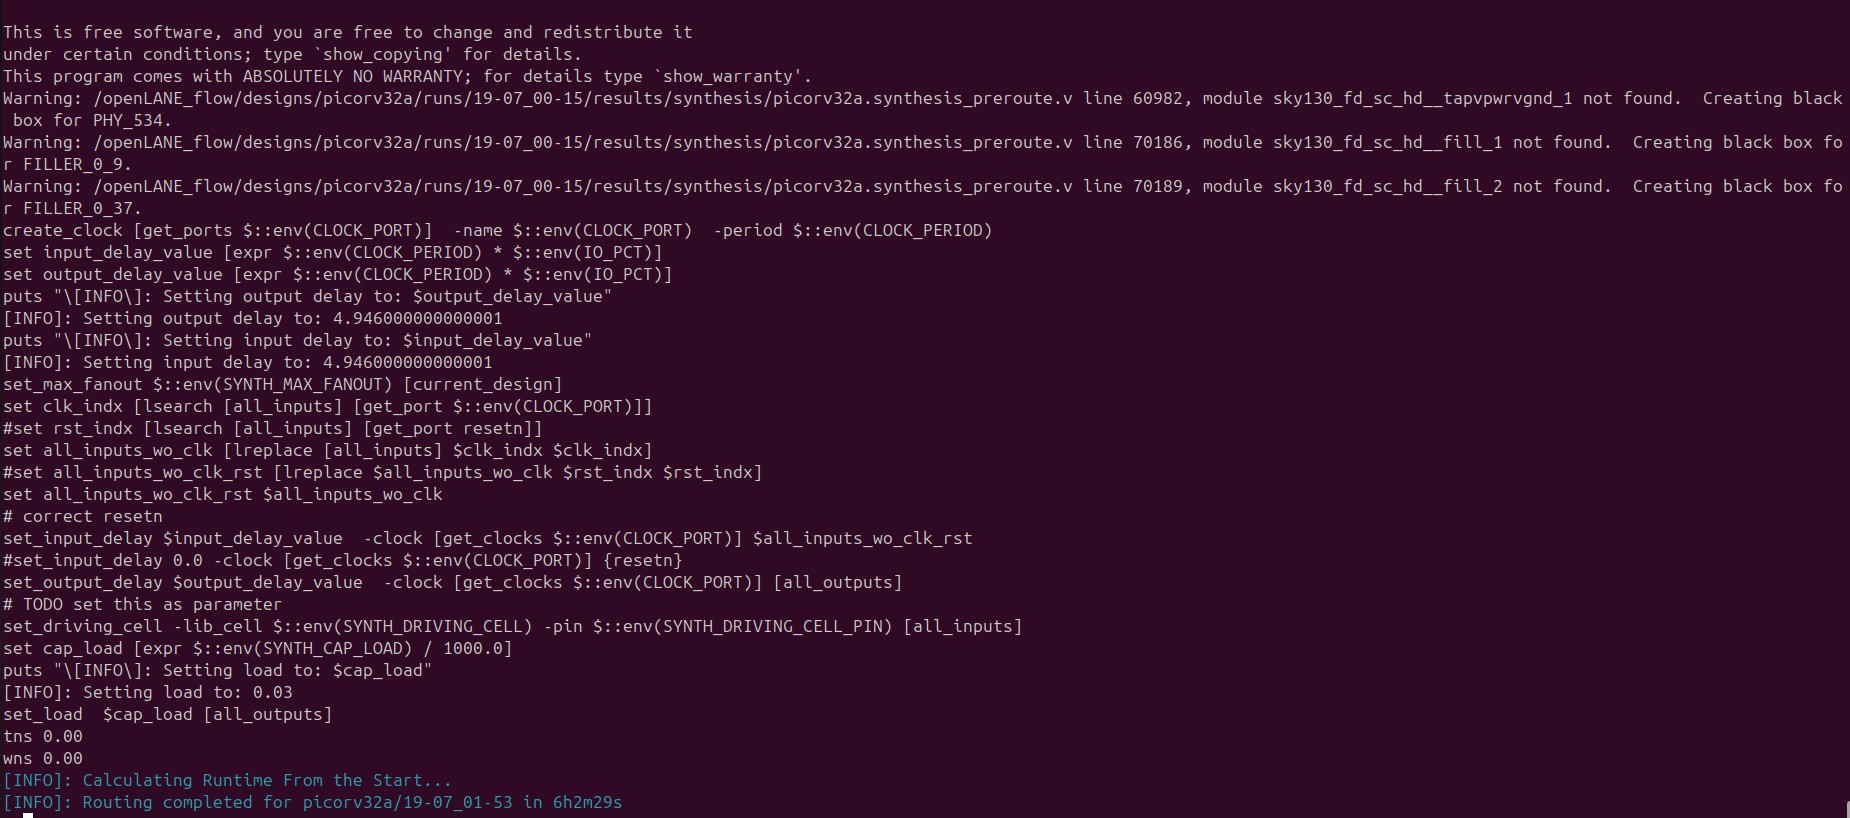 This is free software, and you are free to change and redistribute it
under certain conditions; type `show_copying' for details.
This program comes with ABSOLUTELY NO WARRANTY; for details type `show_warranty'.
Warning: /openLANE_flow/designs/picorv32a/runs/19-07_00-15/results/synthesis/picorv32a.synthesis_preroute.v line 60982, module sky130_fd_sc_hd__tapvpwrvgnd_1 not found.  Creating black
 box for PHY_534.
Warning: /openLANE_flow/designs/picorv32a/runs/19-07_00-15/results/synthesis/picorv32a.synthesis_preroute.v line 70186, module sky130_fd_sc_hd__fill_1 not found.  Creating black box fo
r FILLER_0_9.
Warning: /openLANE_flow/designs/picorv32a/runs/19-07_00-15/results/synthesis/picorv32a.synthesis_preroute.v line 70189, module sky130_fd_sc_hd__fill_2 not found.  Creating black box fo
r FILLER_0_37.
create_clock [get_ports $::env(CLOCK_PORT)]  -name $::env(CLOCK_PORT)  -period $::env(CLOCK_PERIOD)
set input_delay_value [expr $::env(CLOCK_PERIOD) * $::env(IO_PCT)]
set output_delay_value [expr $::env(CLOCK_PERIOD) * $::env(IO_PCT)]
puts "\[INFO\]: Setting output delay to: $output_delay_value"
[INFO]: Setting output delay to: 4.946000000000001
puts "\[INFO\]: Setting input delay to: $input_delay_value"
[INFO]: Setting input delay to: 4.946000000000001
set_max_fanout $::env(SYNTH_MAX_FANOUT) [current_design]
set clk_indx [lsearch [all_inputs] [get_port $::env(CLOCK_PORT)]]
#set rst_indx [lsearch [all_inputs] [get_port resetn]]
set all_inputs_wo_clk [lreplace [all_inputs] $clk_indx $clk_indx]
#set all_inputs_wo_clk_rst [lreplace $all_inputs_wo_clk $rst_indx $rst_indx]
set all_inputs_wo_clk_rst $all_inputs_wo_clk
# correct resetn
set_input_delay $input_delay_value  -clock [get_clocks $::env(CLOCK_PORT)] $all_inputs_wo_clk_rst
#set_input_delay 0.0 -clock [get_clocks $::env(CLOCK_PORT)] {resetn}
set_output_delay $output_delay_value  -clock [get_clocks $::env(CLOCK_PORT)] [all_outputs]
# TODO set this as parameter
set_driving_cell -lib_cell $::env(SYNTH_DRIVING_CELL) -pin $::env(SYNTH_DRIVING_CELL_PIN) [all_inputs]
set cap_load [expr $::env(SYNTH_CAP_LOAD) / 1000.0]
puts "\[INFO\]: Setting load to: $cap_load"
[INFO]: Setting load to: 0.03
set_load  $cap_load [all_outputs]
tns 0.00
wns 0.00
[INFO]: Calculating Runtime From the Start...
[INFO]: Routing completed for picorv32a/19-07_01-53 in 6h2m29s